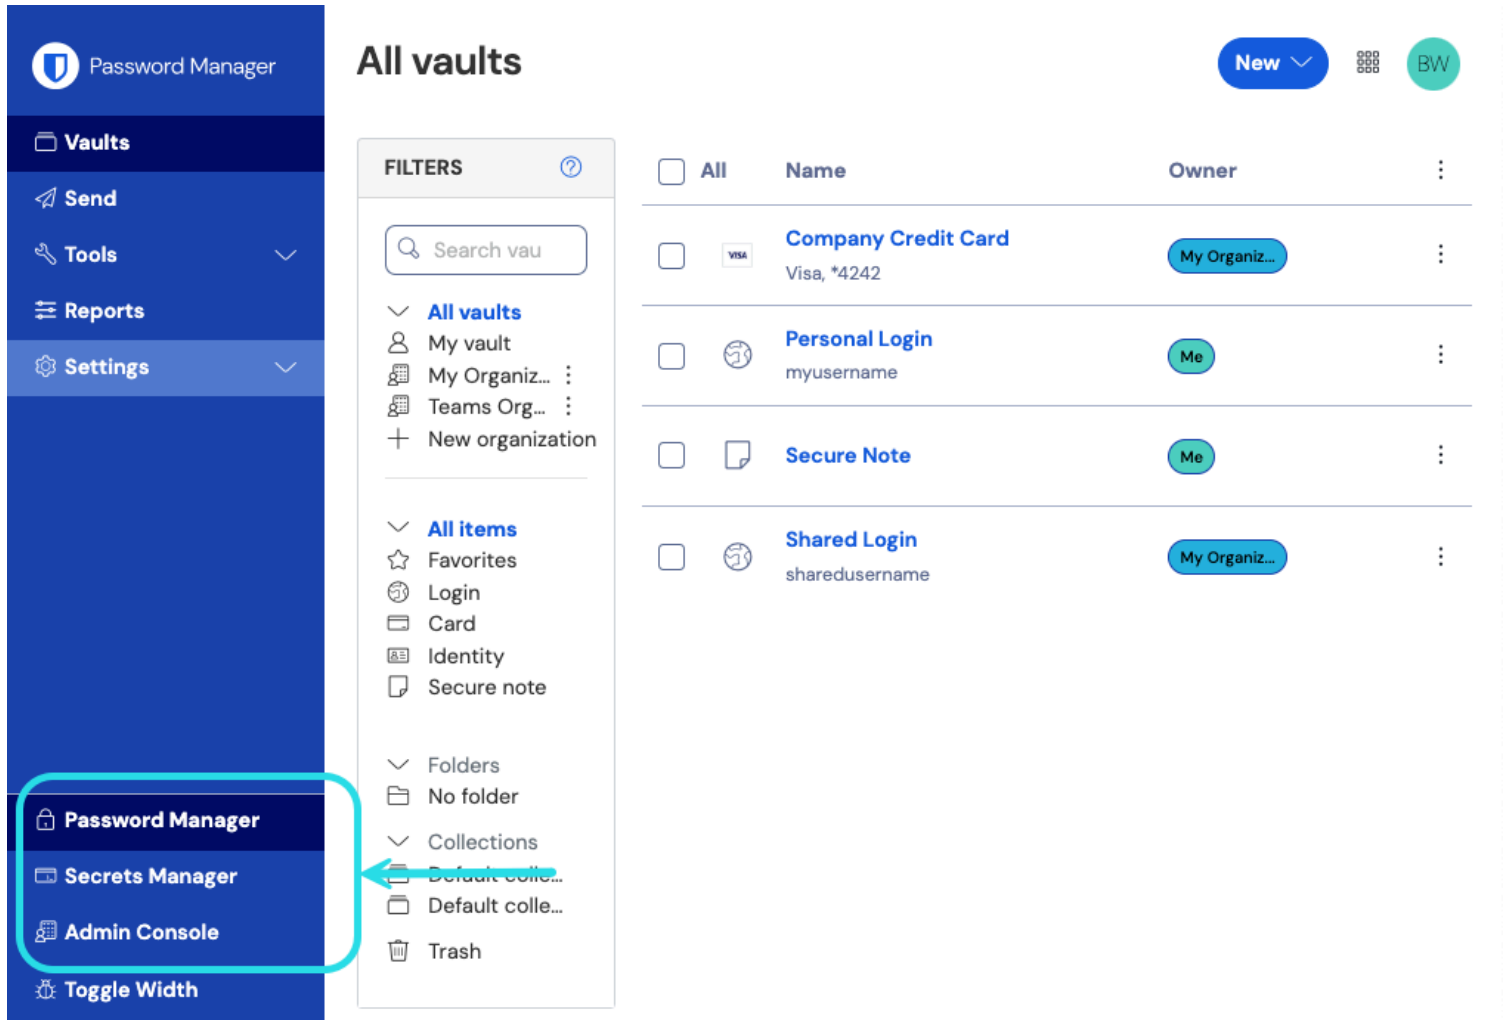 Password Manager
Vaults
Send
Tools
Reports
Settings
Password Manager
Secrets Manager
Admin Console
Toggle Width
All vaults
New
BW
FILTERS
Search vau
All vaults
My vault
My Organiz...
Teams Org...
New organization
All items
Favorites
Login
Card
Identity
Secure note
Folders
No folder
Collections
Default colle...
Default colle...
Trash
All Name Owner
Company Credit Card
VISA
Visa, *4242
My Organiz...
Personal Login
myusername
Me
Secure Note
Me
Shared Login
sharedusername
My Organiz...